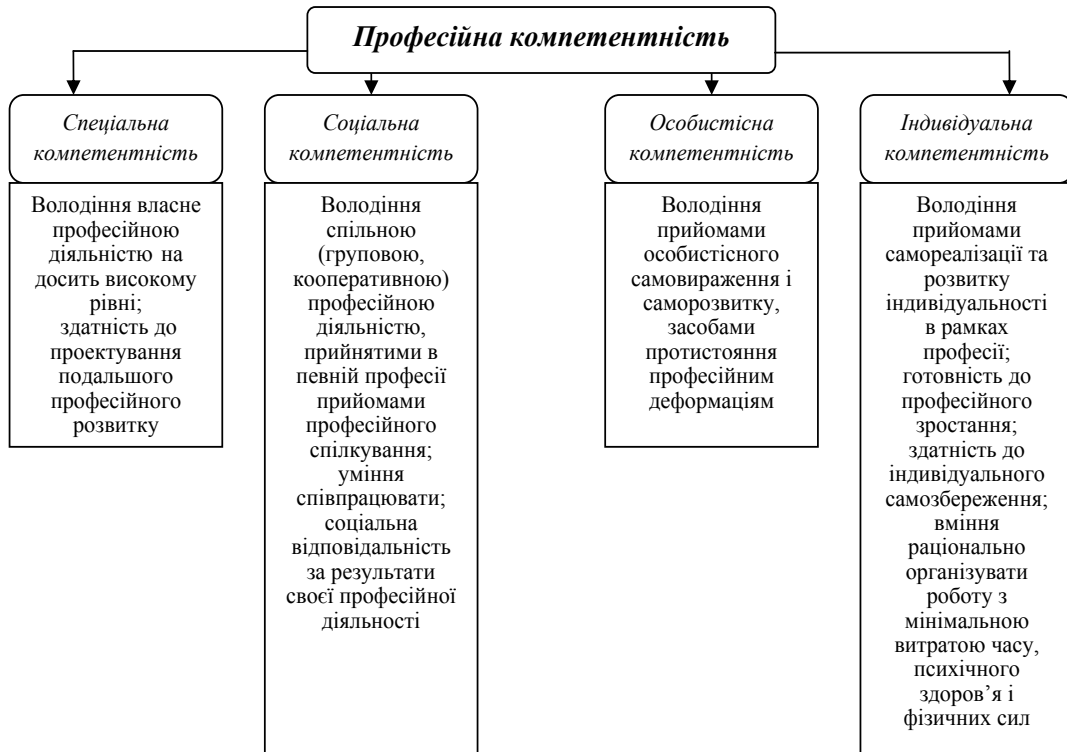 Професійна компетентність
Спеціальна
компетентність
Володіння власне
професійною
діяльністю на
досить високому
рівні;
здатність до
проектування
подальшого
професійного
розвитку
Соціальна
компетентність
Володіння
спільною
(груповою,
кооперативною)
професійною
діяльністю,
прийнятими в
певній професії
прийомами
професійного
спілкування;
уміння
співпрацювати;
соціальна
відповідальність
за результати
своєї професійної
діяльності
Особистісна
компетентність
Володіння
прийомами
особистісного
самовираження і
саморозвитку,
засобами
протистояння
професійним
деформаціям
Індивідуальна
компетентність
Володіння
прийомами
самореалізації та
розвитку
індивідуальності
в рамках
професії;
готовність до
професійного
зростання;
здатність до
індивідуального
самозбереження;
вміння
раціонально
організувати
роботу з
мінімальною
витратою часу,
психічного
здоров’я і
фізичних сил